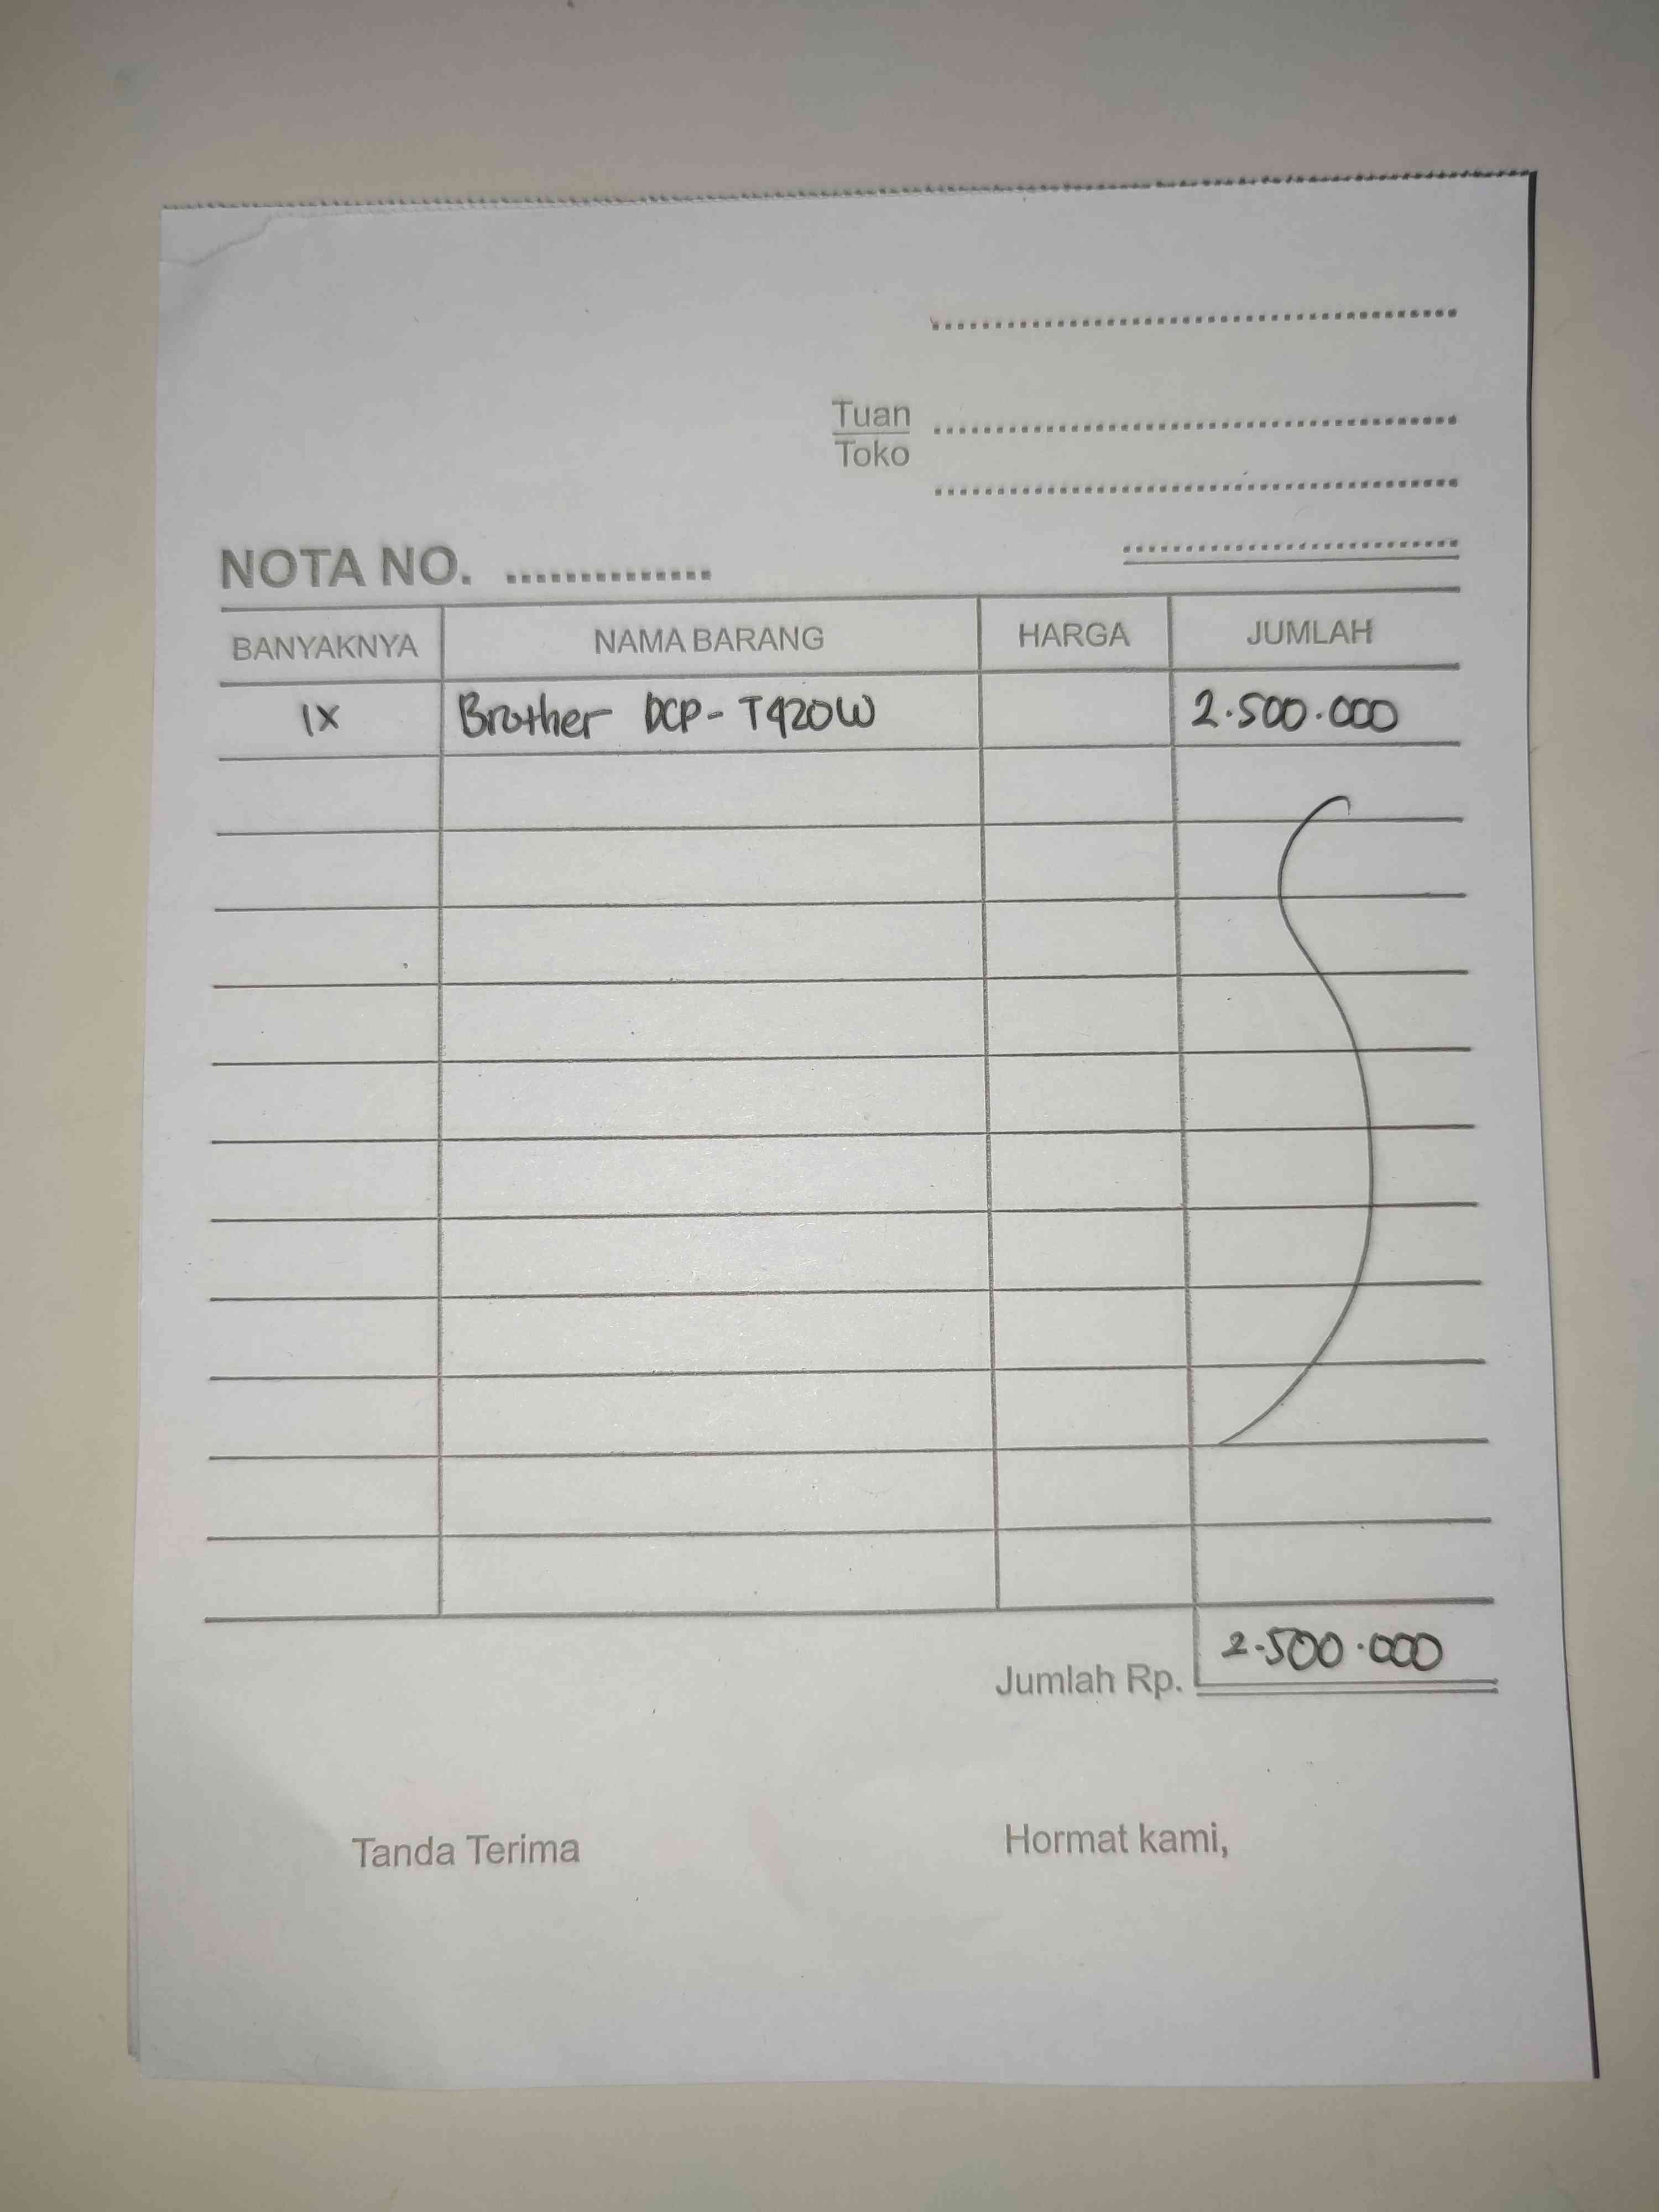 Tuan
Toko
NOTA NO. ..............
BANYAKNYA NAMA BARANG HARGA JUMLAH
1X Brother DCP-T420W 2.500.000
Jumlah Rp. 2.500.000
Tanda Terima Hormat kami,